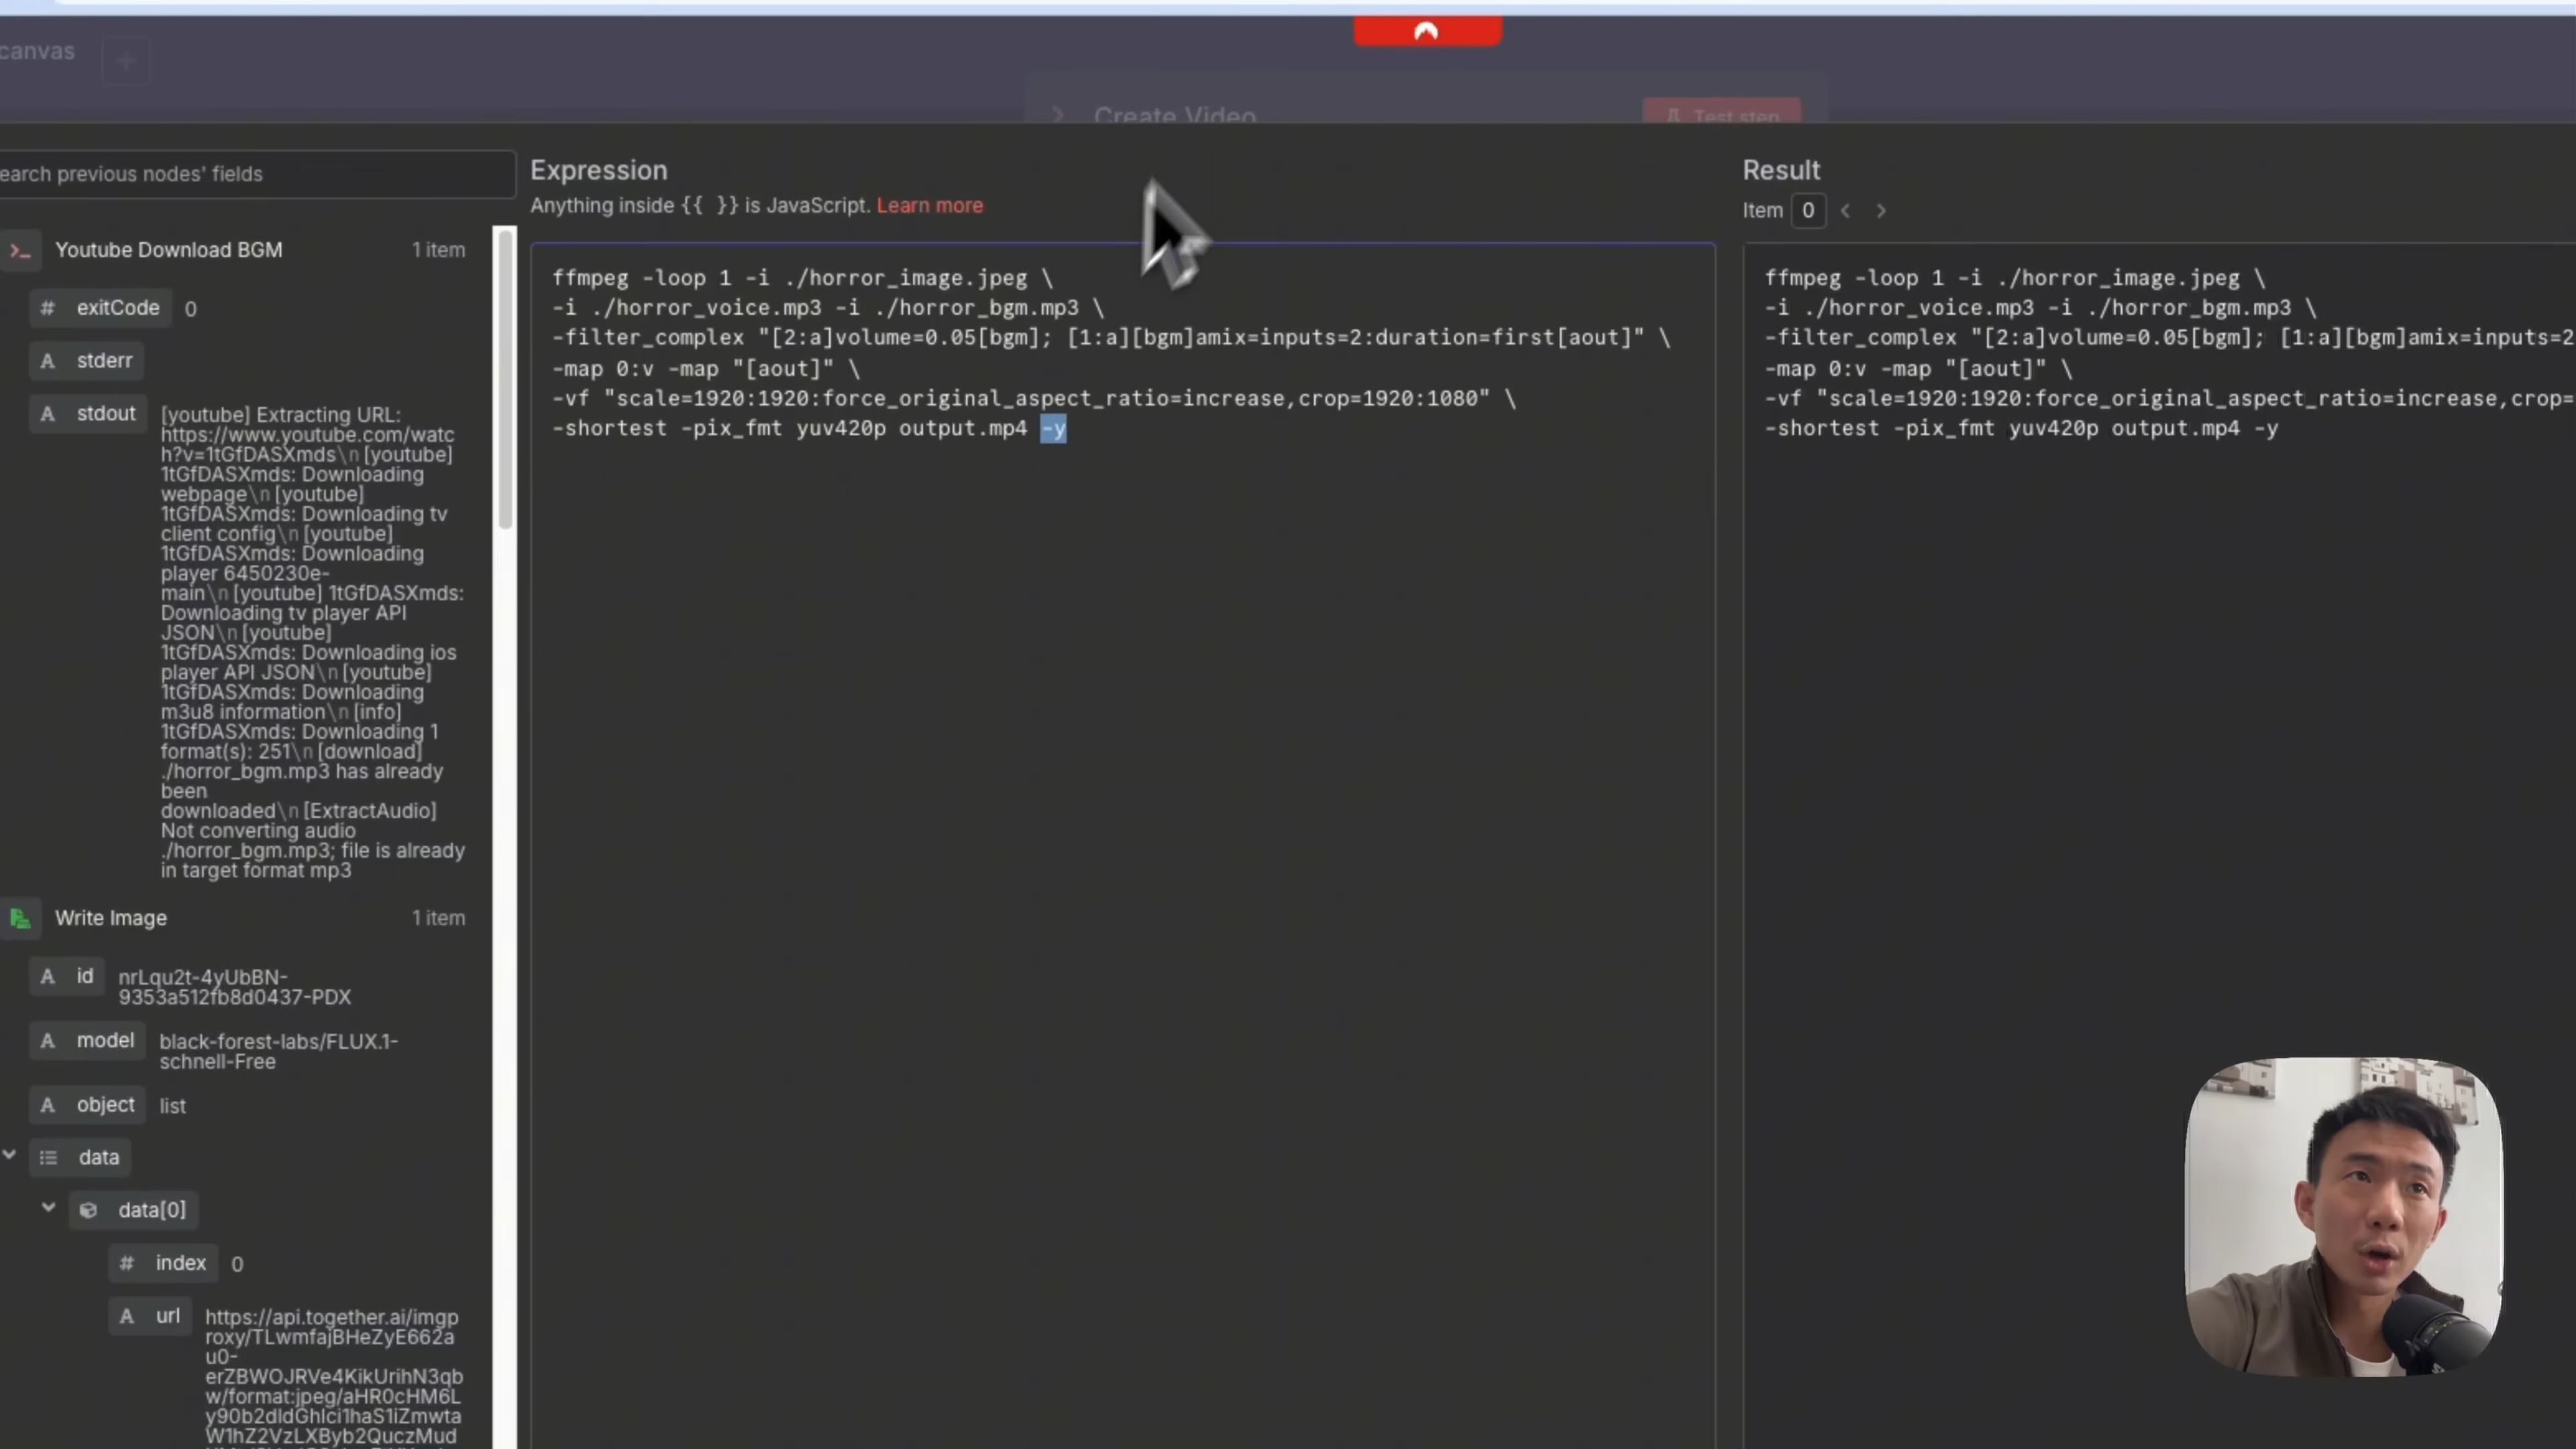 canvas
Create Video
Test step
earch previous nodes' fields
Youtube Download BGM 1 item
# exitCode 0
A stderr
A stdout [youtube] Extracting URL:
https://www.youtube.com/watc
h?v=1tGfDASXmds\n[youtube]
1tGfDASXmds: Downloading
webpage\n[youtube]
1tGfDASXmds: Downloading tv
client config\n[youtube]
1tGfDASXmds: Downloading
player 6450230e-
main\n[youtube] 1tGfDASXmds:
Downloading tv player API
JSON\n[youtube]
1tGfDASXmds: Downloading ios
player API JSON\n[youtube]
1tGfDASXmds: Downloading
m3u8 information\n[info]
1tGfDASXmds: Downloading 1
format(s): 251\n[download]
./horror_bgm.mp3 has already
been
downloaded\n[ExtractAudio]
Not converting audio
./horror_bgm.mp3; file is already
in target format mp3
Write Image 1 item
A id nrLqu2t-4yUbBN-
9353a512fb8d0437-PDX
A model black-forest-labs/FLUX.1-
schnell-Free
A object list
data
data[0]
# index 0
A url https://api.together.ai/imgp
roxy/TLwmfajBHeZyE662a
u0-
erZBWOJRVe4KikUrihN3qb
w/format:jpeg/aHR0cHM6L
y90b2dldGhlci1haS1iZmwta
W1hZ2VzLXByb2QuczMud
Expression
Anything inside {{ }} is JavaScript. Learn more
ffmpeg -loop 1 -i ./horror_image.jpeg \
-i ./horror_voice.mp3 -i ./horror_bgm.mp3 \
-filter_complex "[2:a]volume=0.05[bgm]; [1:a][bgm]amix=inputs=2:duration=first[aout]" \
-map 0:v -map "[aout]" \
-vf "scale=1920:1920:force_original_aspect_ratio=increase,crop=1920:1080" \
-shortest -pix_fmt yuv420p output.mp4 -y
Result
Item 0
ffmpeg -loop 1 -i ./horror_image.jpeg \
-i ./horror_voice.mp3 -i ./horror_bgm.mp3 \
-filter_complex "[2:a]volume=0.05[bgm]; [1:a][bgm]amix=inputs=2
-map 0:v -map "[aout]" \
-vf "scale=1920:1920:force_original_aspect_ratio=increase,crop=
-shortest -pix_fmt yuv420p output.mp4 -y